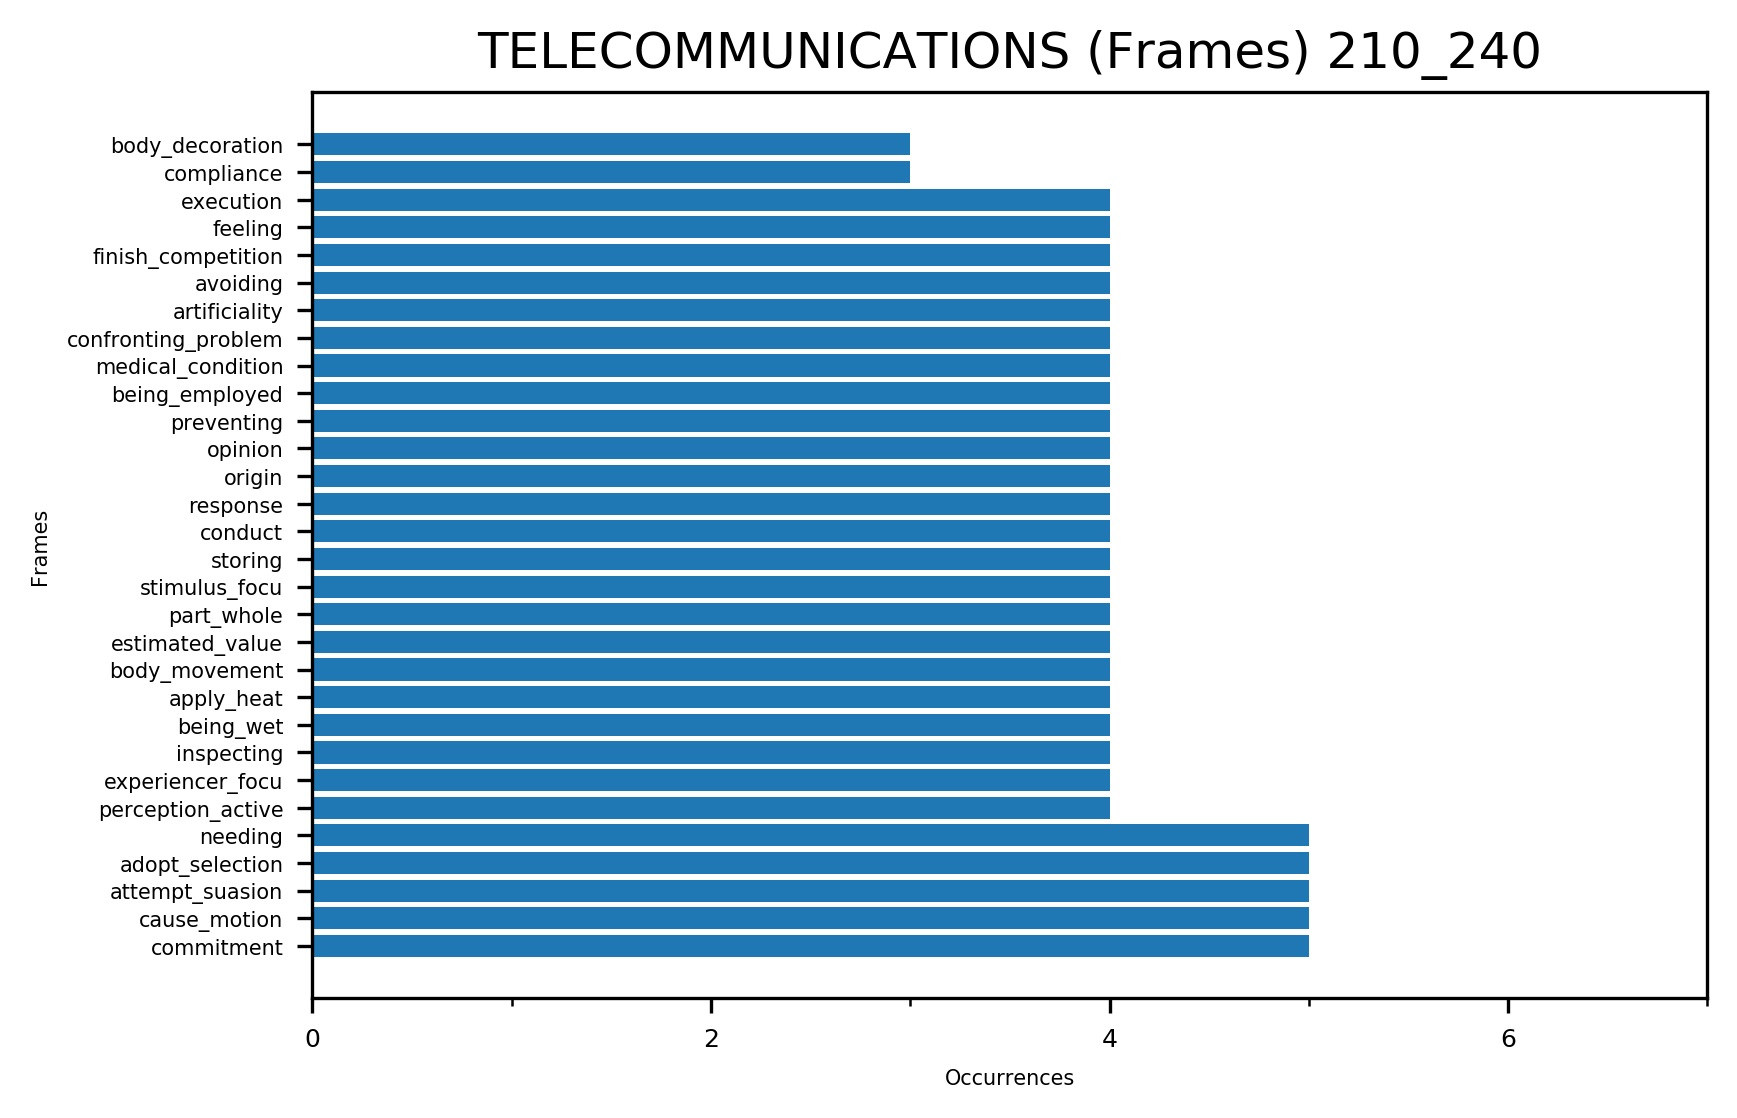 TELECOMMUNICATIONS (Frames) 210_240
body_decoration
compliance
execution
feeling
finish_competition
avoiding
artificiality
confronting_problem
medical_condition
being_employed
preventing
opinion
origin
response
conduct
storing
stimulus_focu
part_whole
estimated_value
body_movement
apply_heat
being_wet
inspecting
experiencer_focu
perception_active
needing
adopt_selection
attempt_suasion
cause_motion
commitment
Frames
0 2 4 6
Occurrences